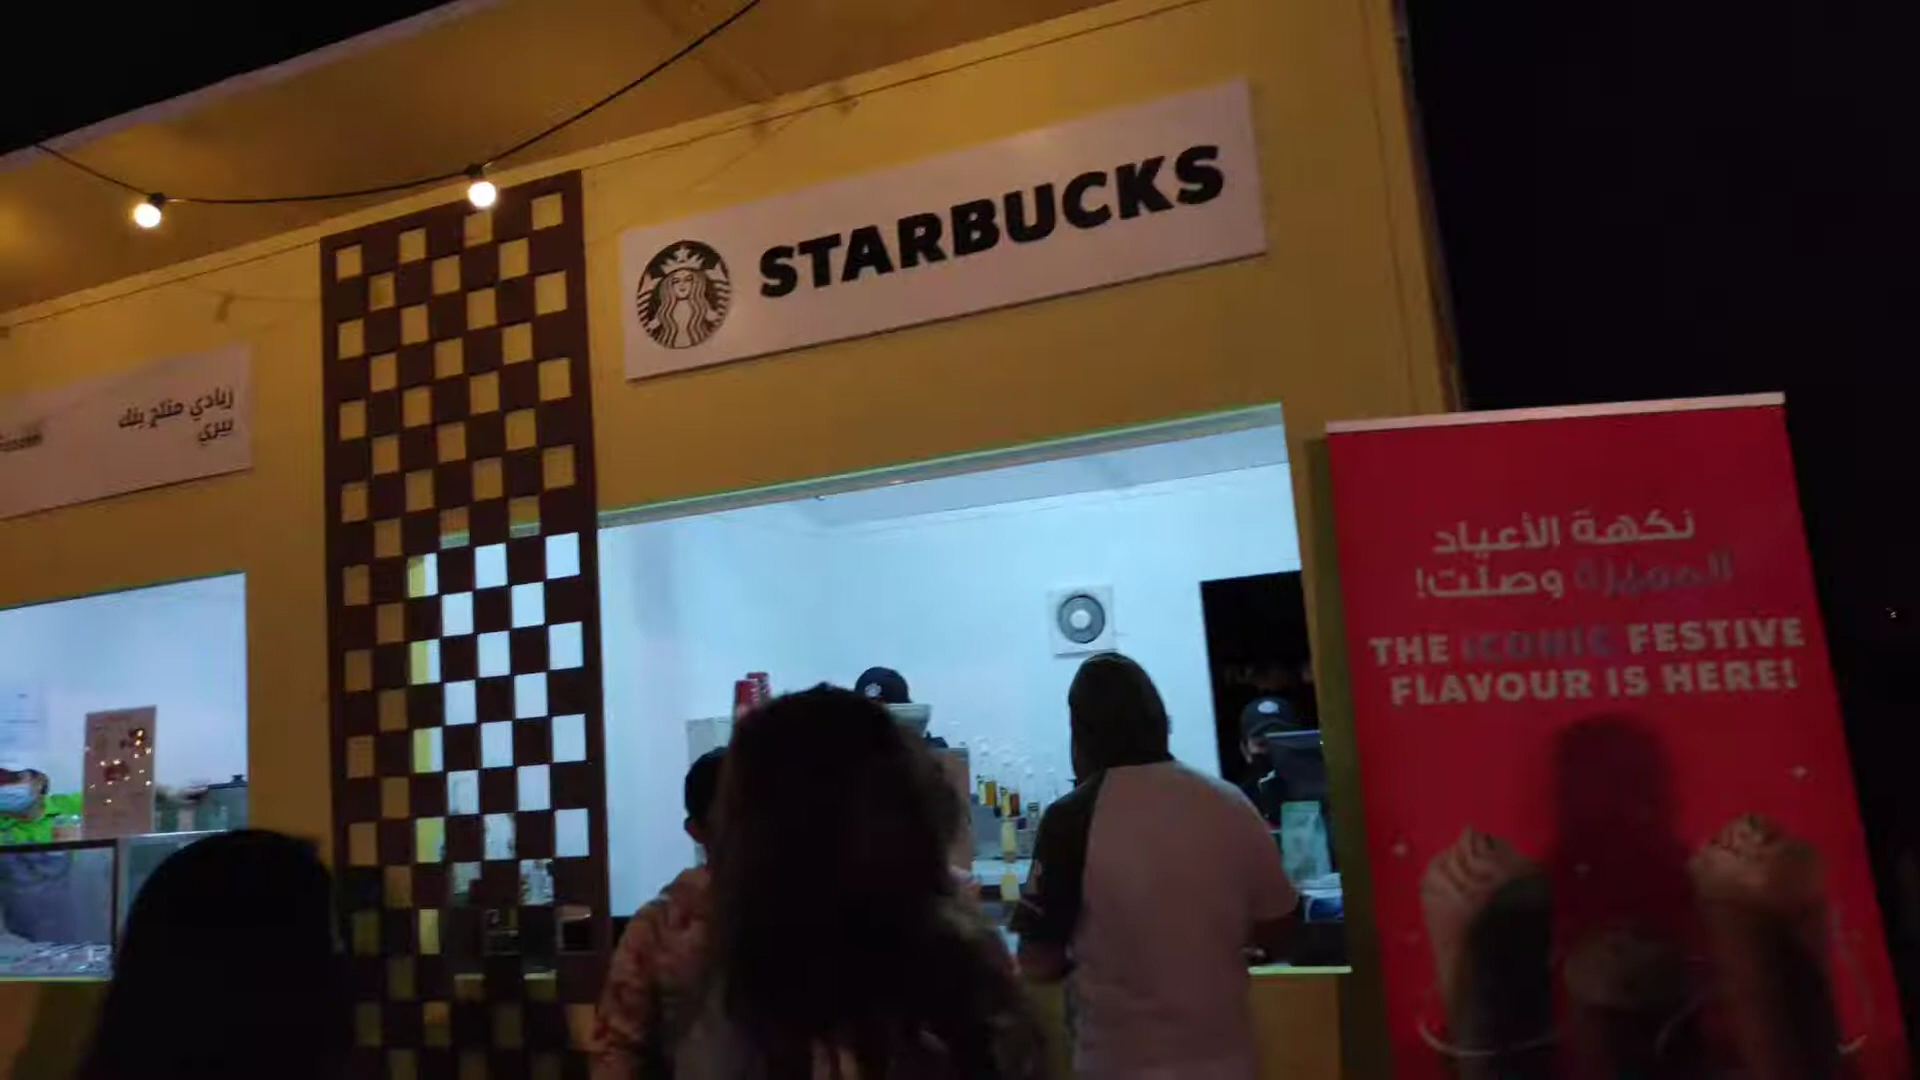 STARBUCKS
زبادي مثلج بنك
بيري
نكهة الأعياد
المميزة وصلت!
THE ICONIC FESTIVE
FLAVOUR IS HERE!